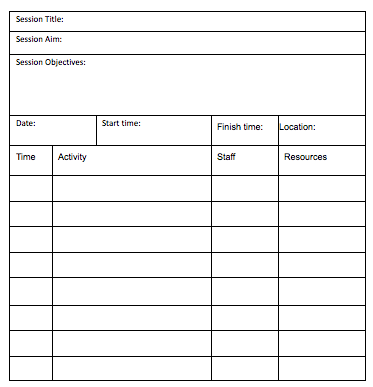 Session Title:
Session Aim:
Session Objectives:
Date: Start time: Finish time: Location:
Time Activity Staff Resources